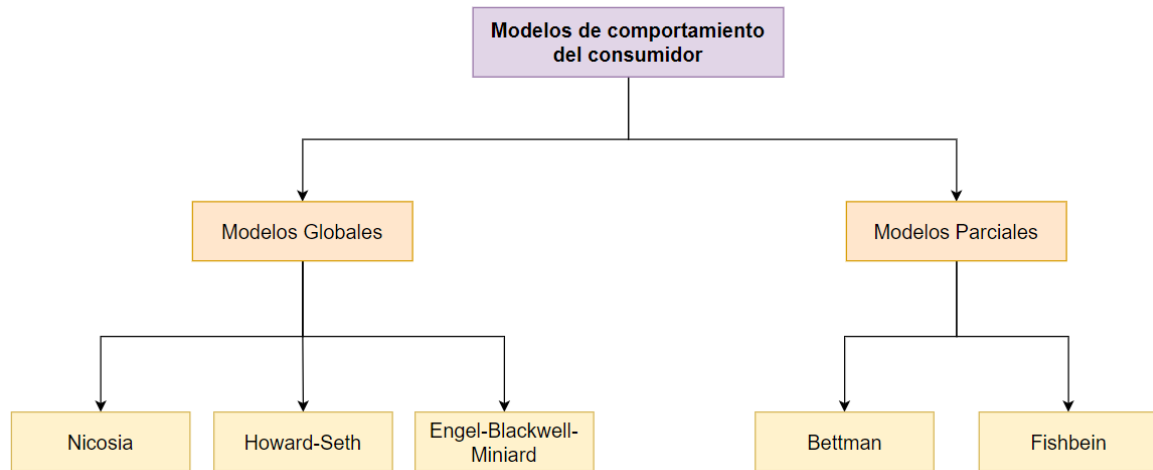 Modelos de comportamiento
del consumidor
Modelos Globales
Modelos Parciales
Nicosia
Howard-Seth
Engel-Blackwell-
Miniard
Bettman
Fishbein